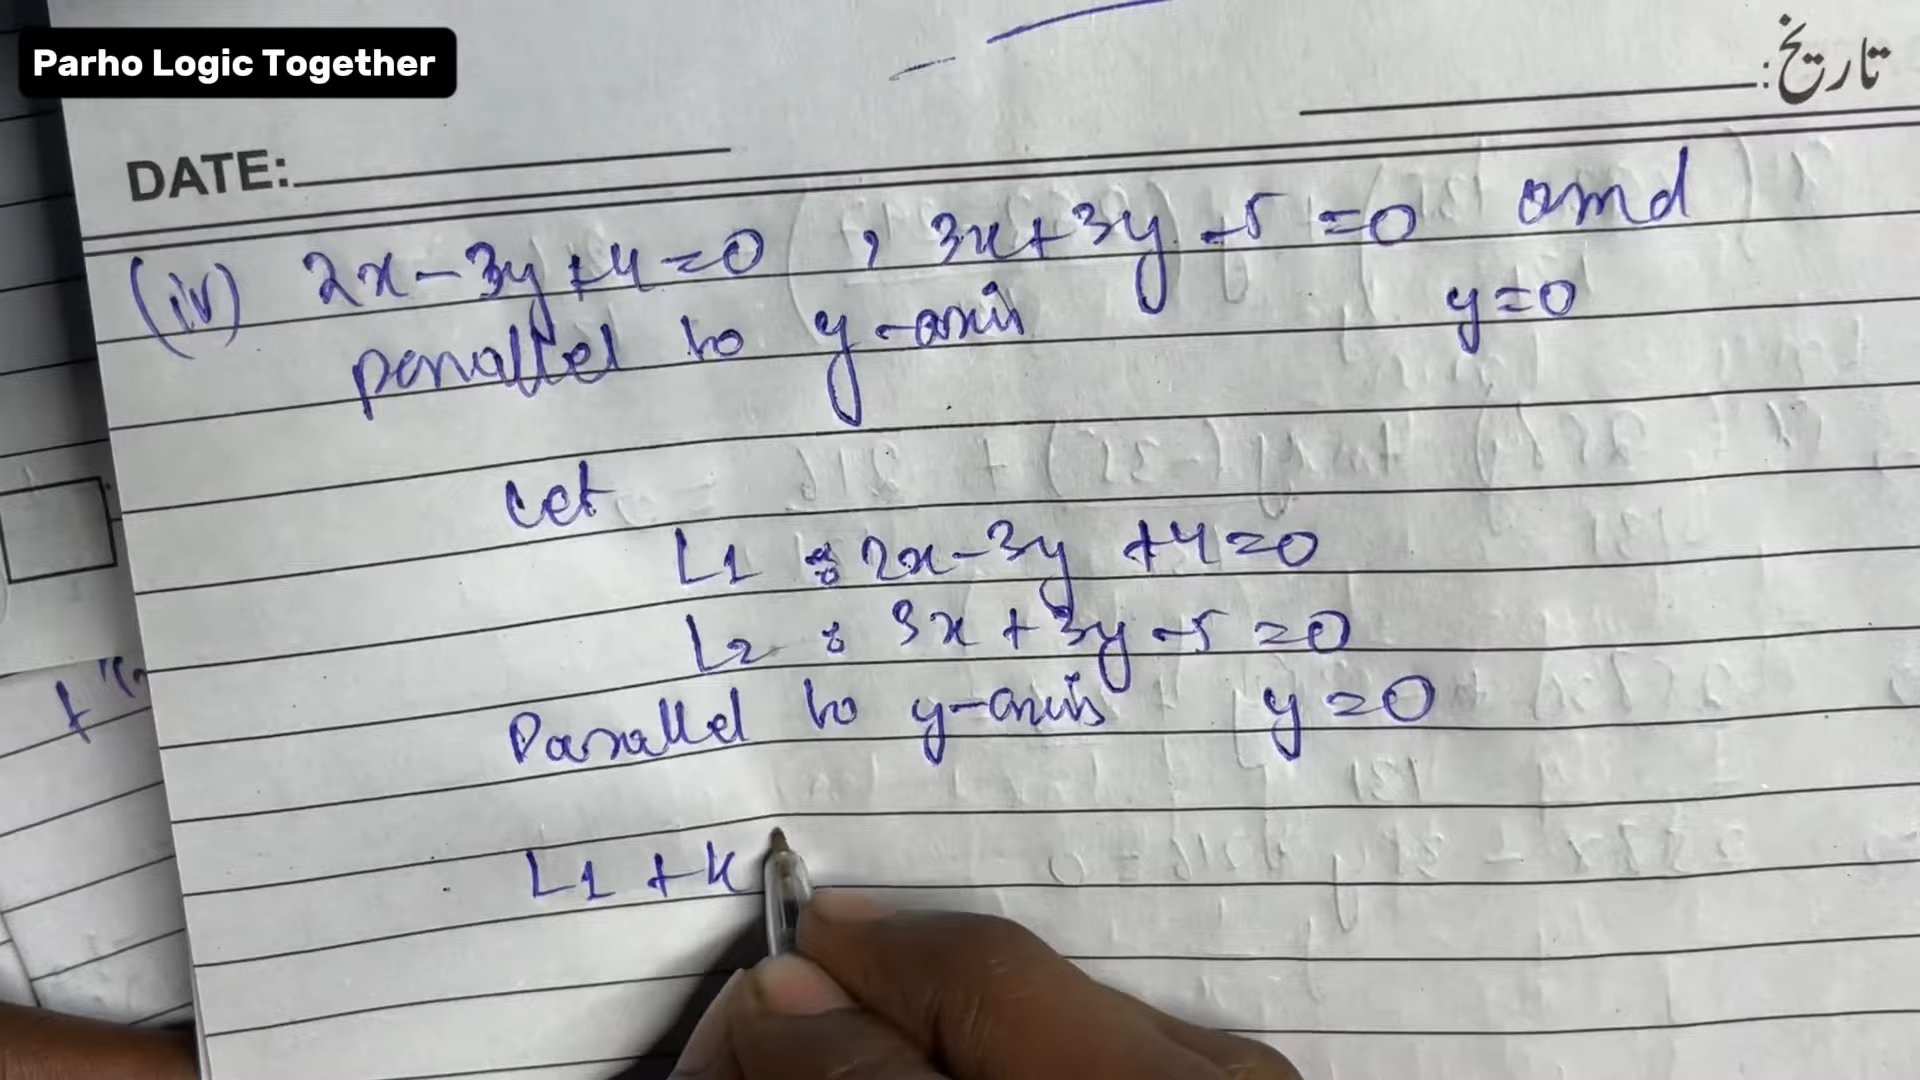 Parho Logic Together
تاریخ:
DATE:
(iv) 2x-3y+4=0 , 3x+3y-5=0 and
parallel to y-axis y=0
Let
L1 : 2x-3y+4=0
L2 : 3x+3y-5=0
Parallel to y-axis y=0
L1 +k